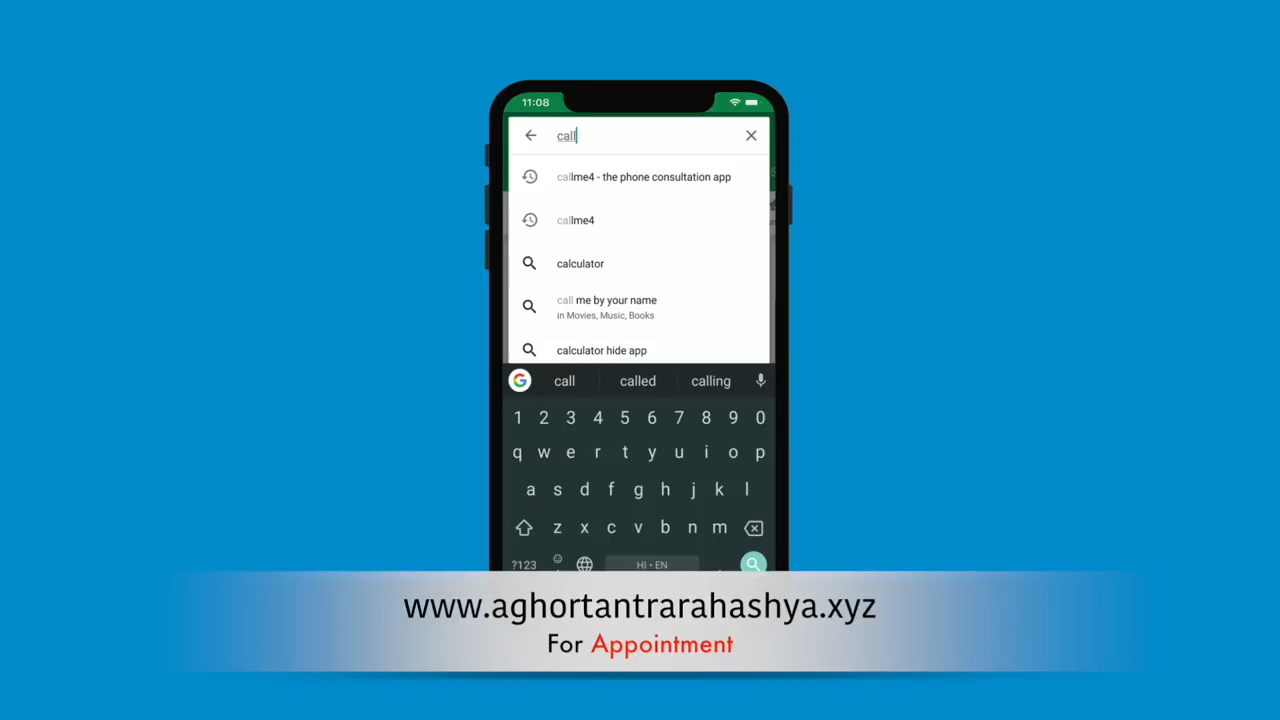 11:08
call
callme4 - the phone consultation app
callme4
calculator
call me by your name
in Movies, Music, Books
calculator hide app
G call called calling
1 2 3 4 5 6 7 8 9 0
q w e r t y u i o p
a s d f g h j k l
z x c v b n m
?123 HI • EN
www.aghortantrarahashya.xyz
For Appointment